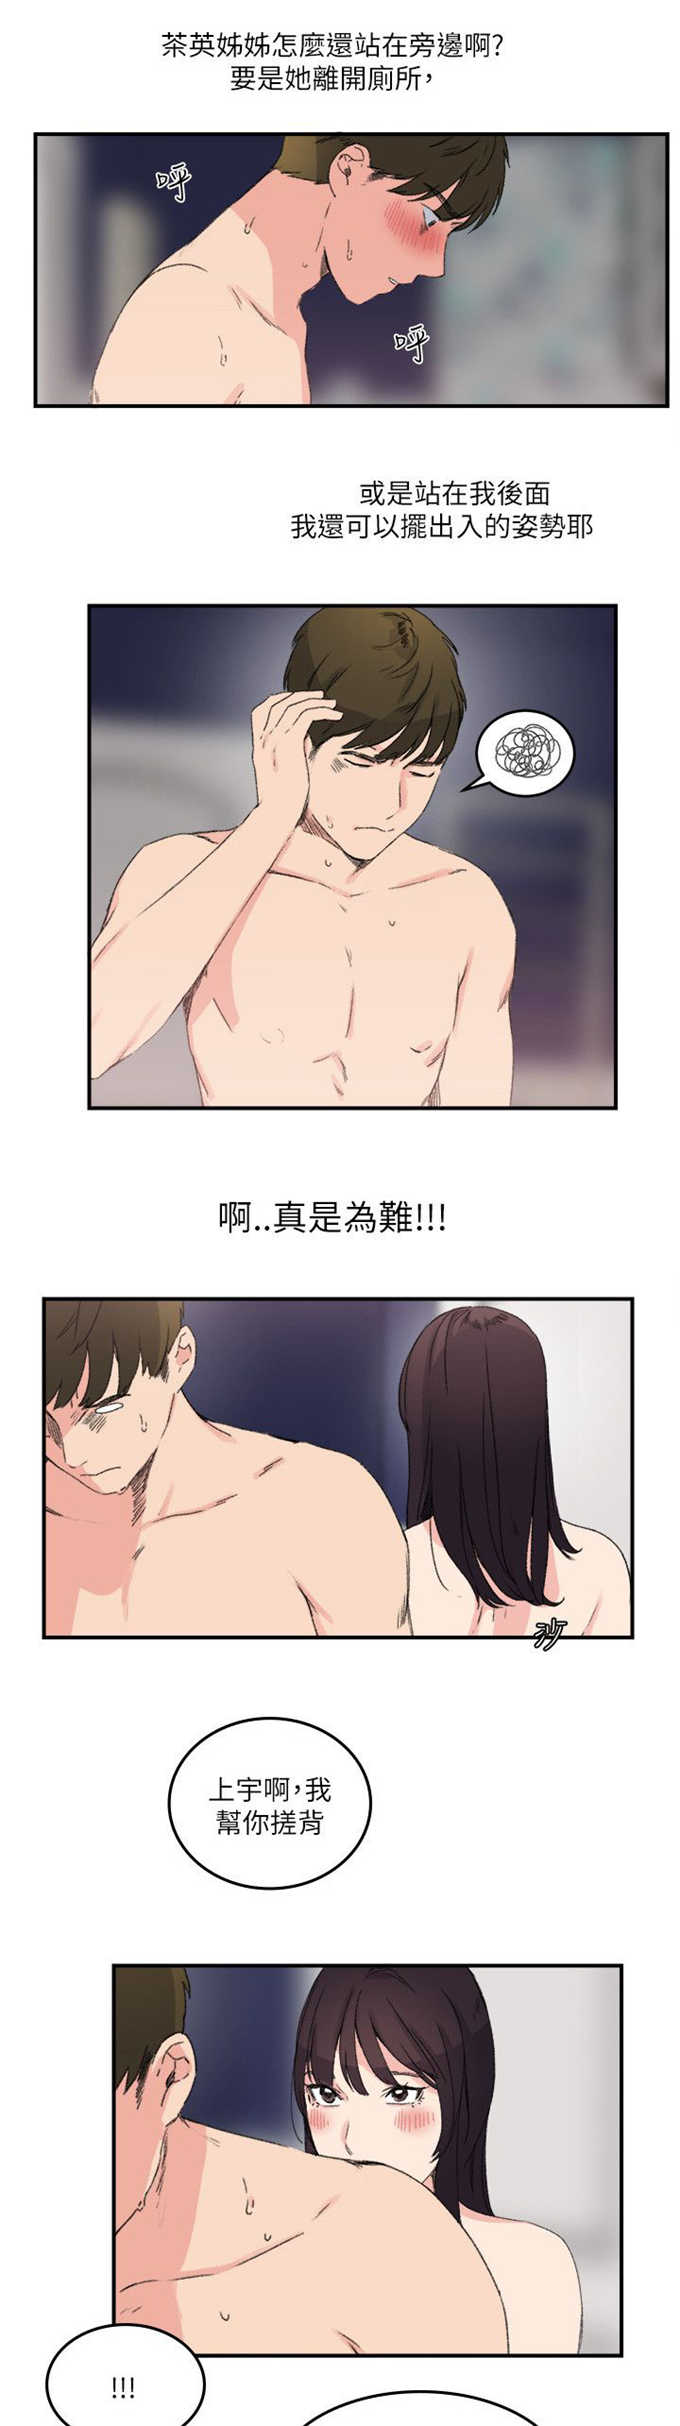 茶英姊姊怎麼還站在旁邊啊?
要是她離開廁所,
呼
呼
或是站在我後面
我還可以擺出入的姿勢耶
啊..真是為難!!!
沙
上宇啊,我
幫你搓背
!!!